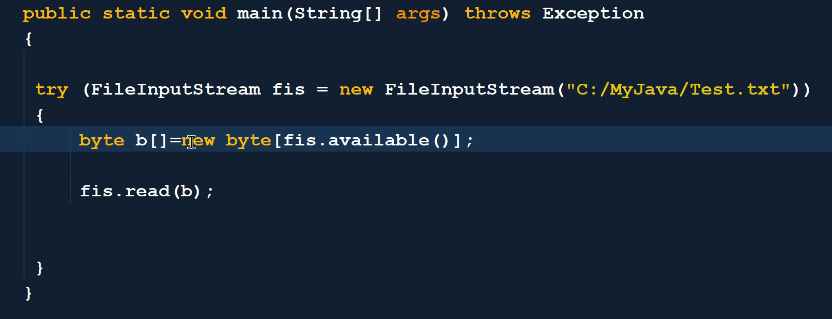 public static void main(String[] args) throws Exception
{
try (FileInputStream fis = new FileInputStream("C:/MyJava/Test.txt"))
{
byte b[]=new byte[fis.available()];
fis.read(b);
}
}